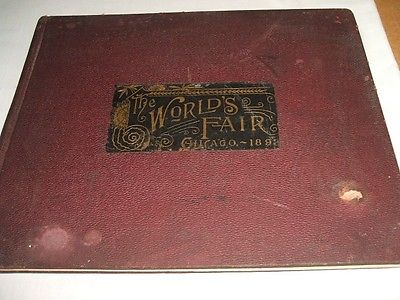 The
WORLD'S
FAIR
CHICAGO.~189